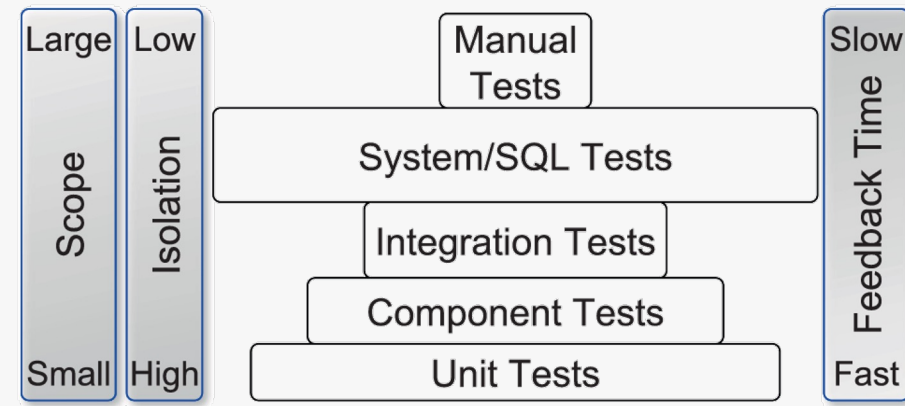 Large
Scope
Small
Low
Isolation
High
Manual
Tests
System/SQL Tests
Integration Tests
Component Tests
Unit Tests
Slow
Feedback Time
Fast